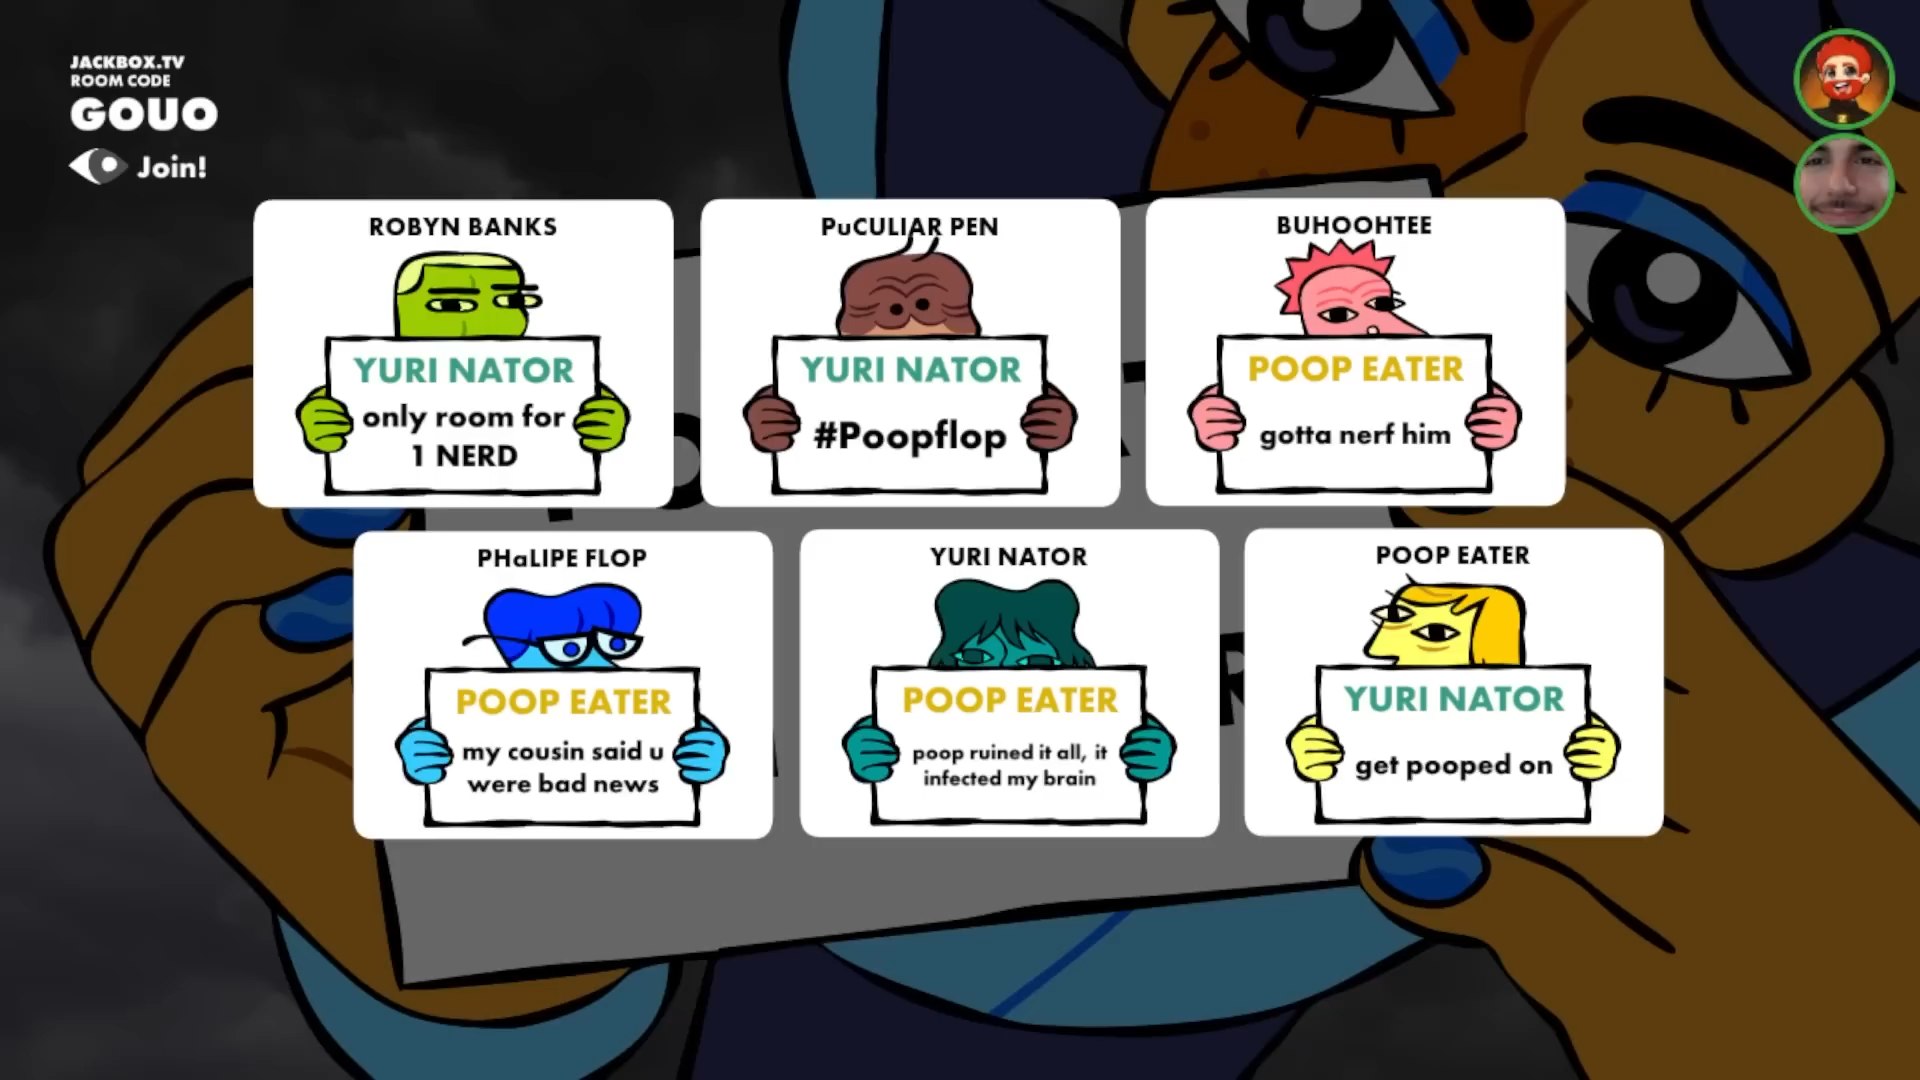 JACKBOX.TV
ROOM CODE
GOUO
Join!
ROBYN BANKS
YURI NATOR
only room for
1 NERD
PuCULIAR PEN
YURI NATOR
#Poopflop
BUHOOHTEE
POOP EATER
gotta nerf him
PHaLIPE FLOP
POOP EATER
my cousin said u
were bad news
YURI NATOR
POOP EATER
poop ruined it all, it
infected my brain
POOP EATER
YURI NATOR
get pooped on